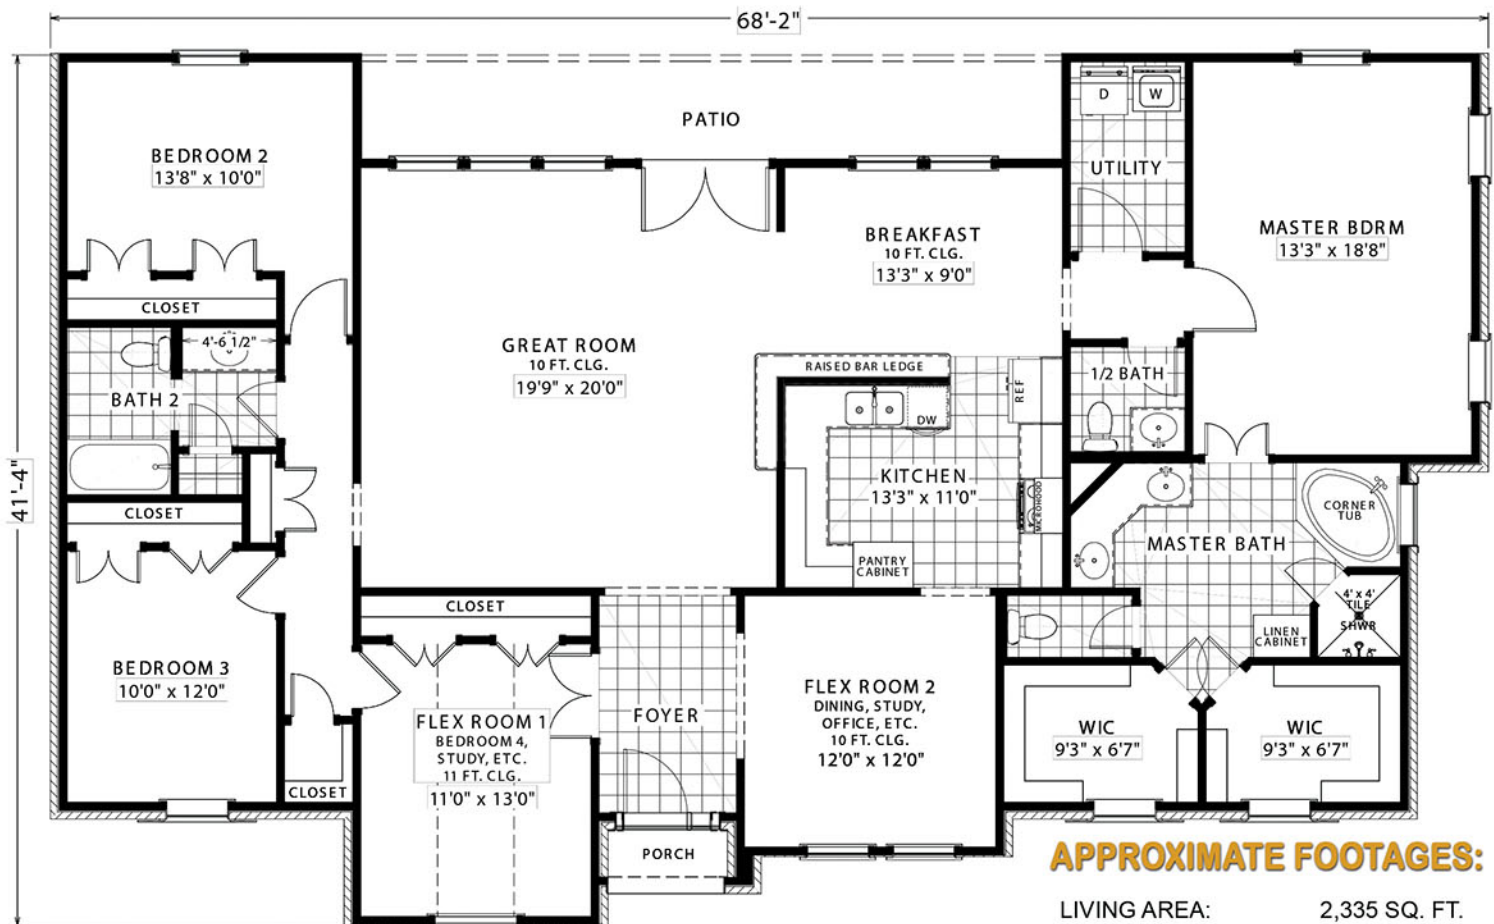 68'-2"
41'-4"
PATIO
BEDROOM 2
13'8" x 10'0"
CLOSET
4'-6 1/2"
BATH 2
CLOSET
BEDROOM 3
10'0" x 12'0"
CLOSET
GREAT ROOM
10 FT. CLG.
19'9" x 20'0"
BREAKFAST
10 FT. CLG.
13'3" x 9'0"
RAISED BAR LEDGE
REF
DW
KITCHEN
13'3" x 11'0"
MICROHOOD
PANTRY
CABINET
D
W
UTILITY
1/2 BATH
MASTER BDRM
13'3" x 18'8"
CORNER
TUB
MASTER BATH
4' x 4'
TILE
SHWR
LINEN
CABINET
WIC
9'3" x 6'7"
WIC
9'3" x 6'7"
CLOSET
FLEX ROOM 1
BEDROOM 4,
STUDY, ETC.
11 FT. CLG.
11'0" x 13'0"
FOYER
PORCH
FLEX ROOM 2
DINING, STUDY,
OFFICE, ETC.
10 FT. CLG.
12'0" x 12'0"
APPROXIMATE FOOTAGES:
LIVING AREA: 2,335 SQ. FT.